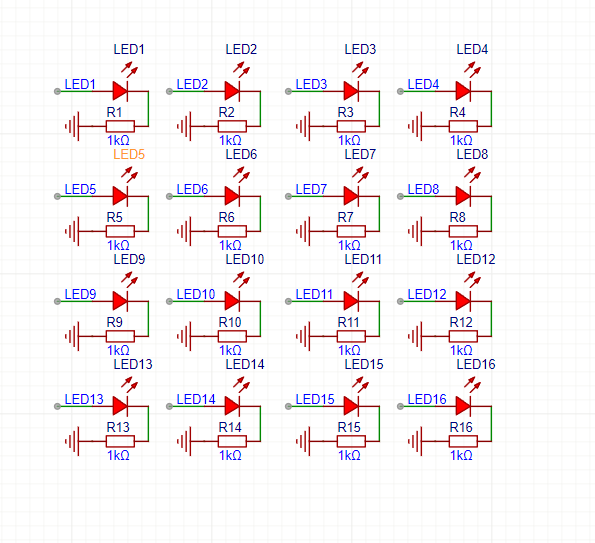 LED1 LED2 LED3 LED4
LED1 LED2 LED3 LED4
R1 R2 R3 R4
1kΩ 1kΩ 1kΩ 1kΩ
LED5 LED6 LED7 LED8
LED5 LED6 LED7 LED8
R5 R6 R7 R8
1kΩ 1kΩ 1kΩ 1kΩ
LED9 LED10 LED11 LED12
LED9 LED10 LED11 LED12
R9 R10 R11 R12
1kΩ 1kΩ 1kΩ 1kΩ
LED13 LED14 LED15 LED16
LED13 LED14 LED15 LED16
R13 R14 R15 R16
1kΩ 1kΩ 1kΩ 1kΩ